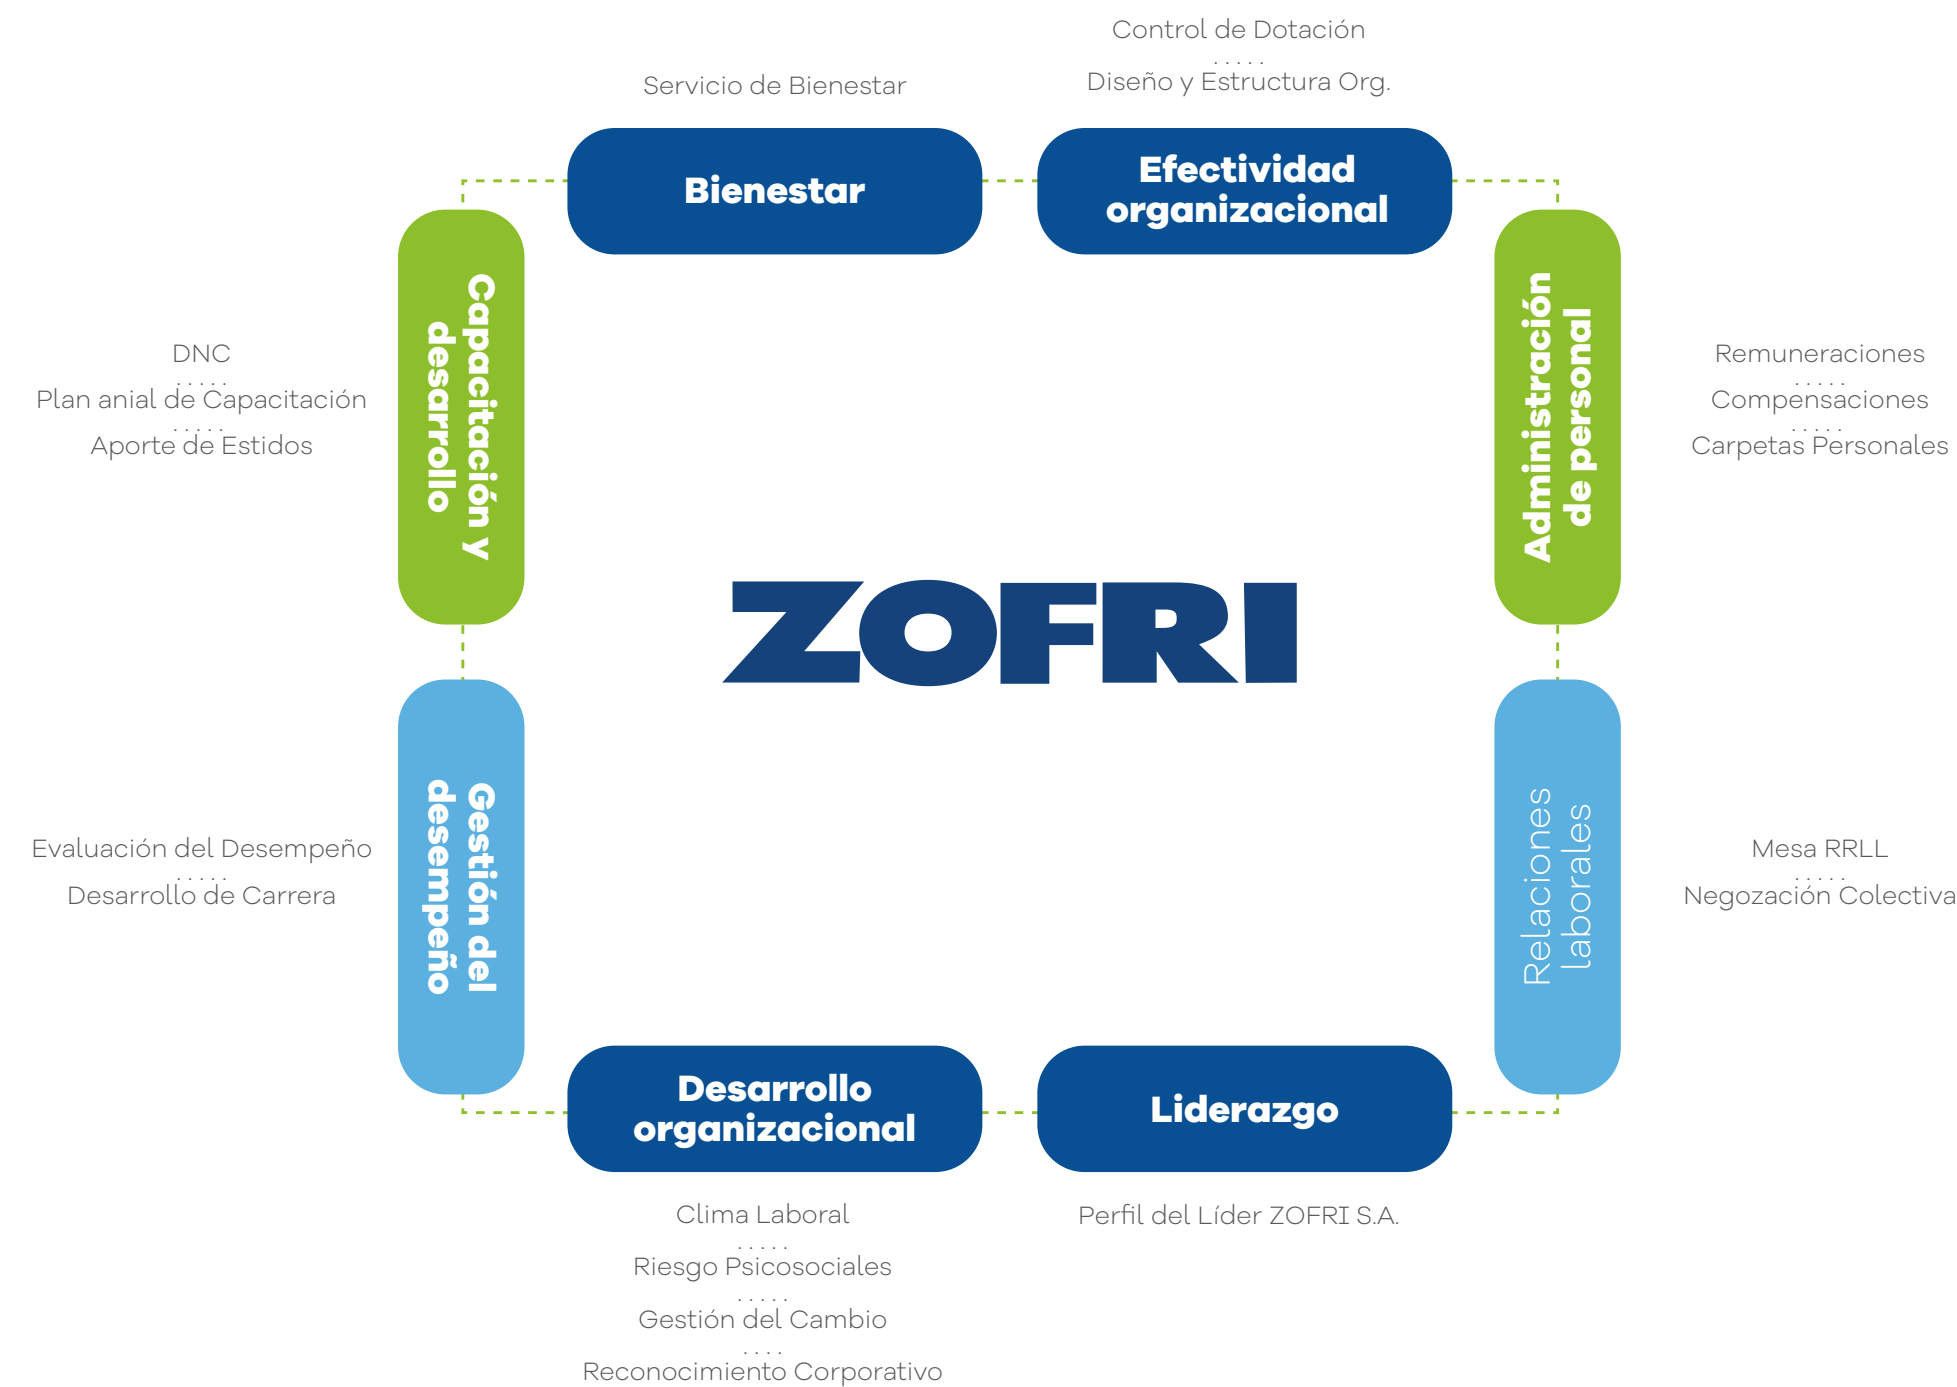 Control de Dotación
.....
Diseño y Estructura Org.
Servicio de Bienestar
Bienestar
Efectividad
organizacional
Capacitación y
desarrollo
DNC
.....
Plan anial de Capacitación
.....
Aporte de Estidos
Administración
de personal
Remuneraciones
.....
Compensaciones
.....
Carpetas Personales
ZOFRI
Gestión del
desempeño
Evaluación del Desempeño
.....
Desarrollo de Carrera
Relaciones
laborales
Mesa RRLL
.....
Negozación Colectiva
Desarrollo
organizacional
Liderazgo
Clima Laboral
.....
Riesgo Psicosociales
.....
Gestión del Cambio
....
Reconocimiento Corporativo
Perfil del Líder ZOFRI S.A.